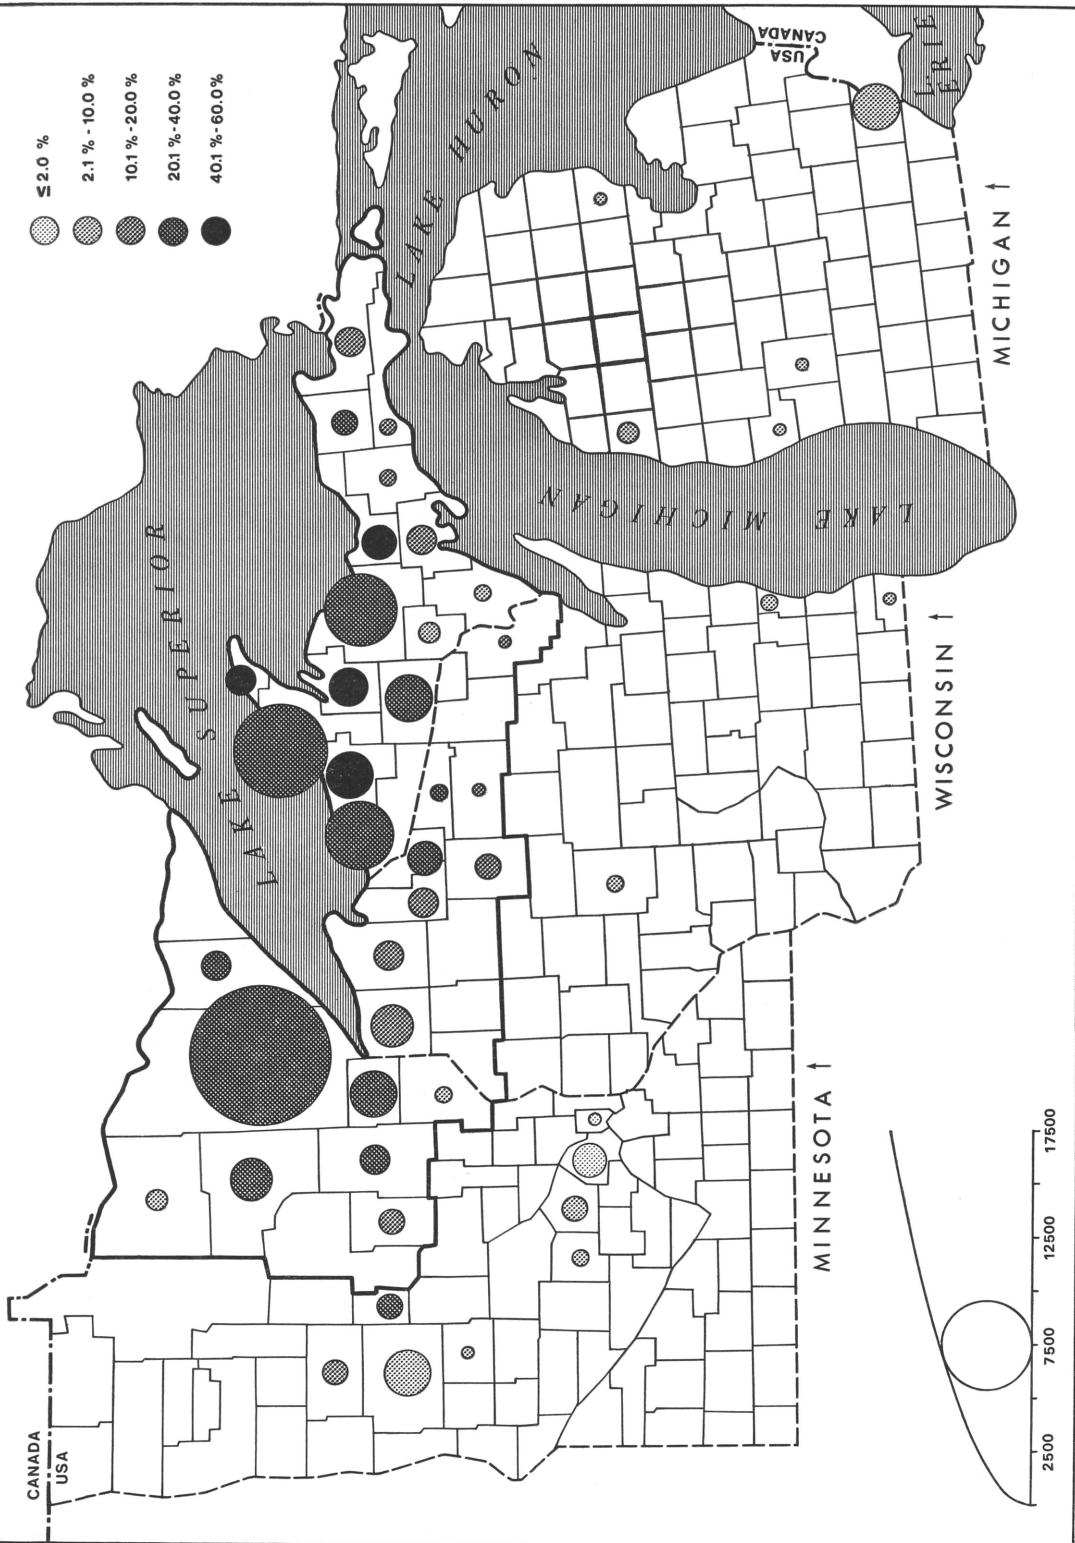 ≤2.0 %
2.1 % - 10.0 %
10.1 % - 20.0 %
20.1 % - 40.0 %
40.1 % - 60.0 %
CANADA
USA
LAKE SUPERIOR
LAKE HURON
LAKE MICHIGAN
L. ERIE
CANADA
USA
MINNESOTA ↑
WISCONSIN ↑
MICHIGAN ↑
2500 7500 12500 17500